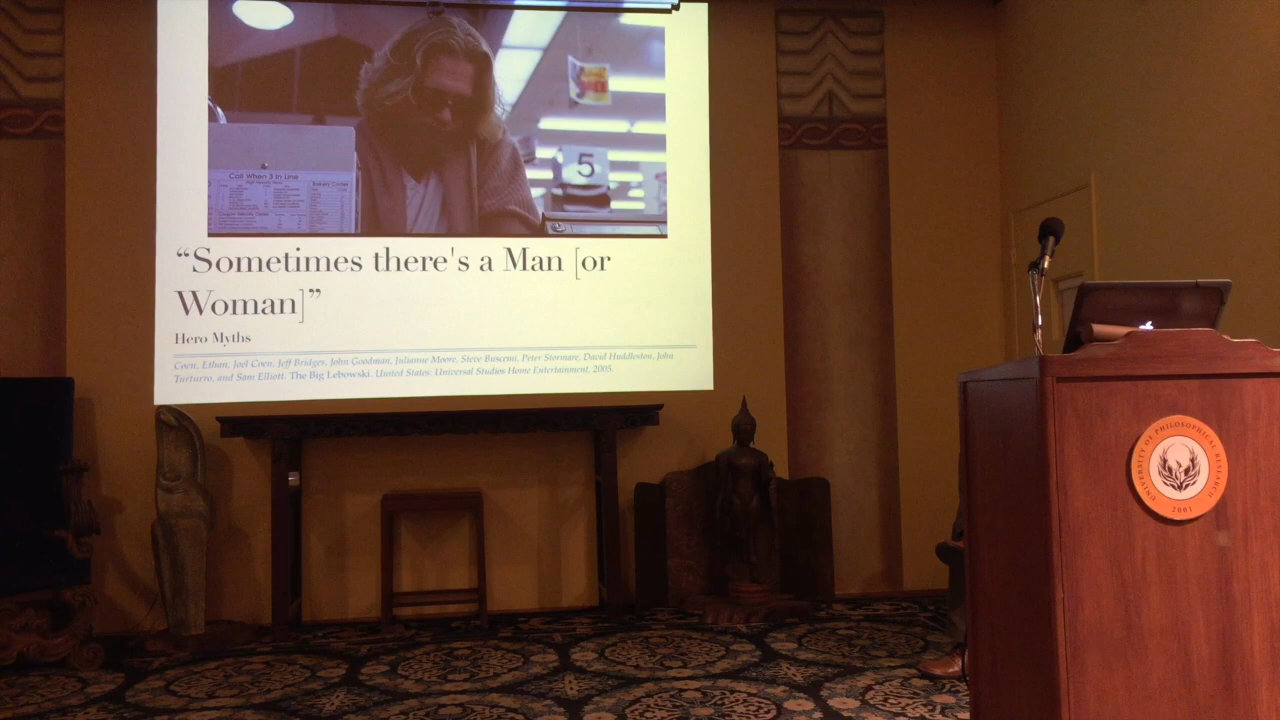 Call When 3 In Line
Bakery Codes
5
“Sometimes there's a Man [or
Woman]”
Hero Myths
Coen, Ethan, Joel Coen, Jeff Bridges, John Goodman, Julianne Moore, Steve Buscemi, Peter Stormare, David Huddleston, John
Turturro, and Sam Elliott. The Big Lebowski. United States: Universal Studios Home Entertainment, 2005.
UNIVERSITY OF PHILOSOPHICAL RESEARCH
2001